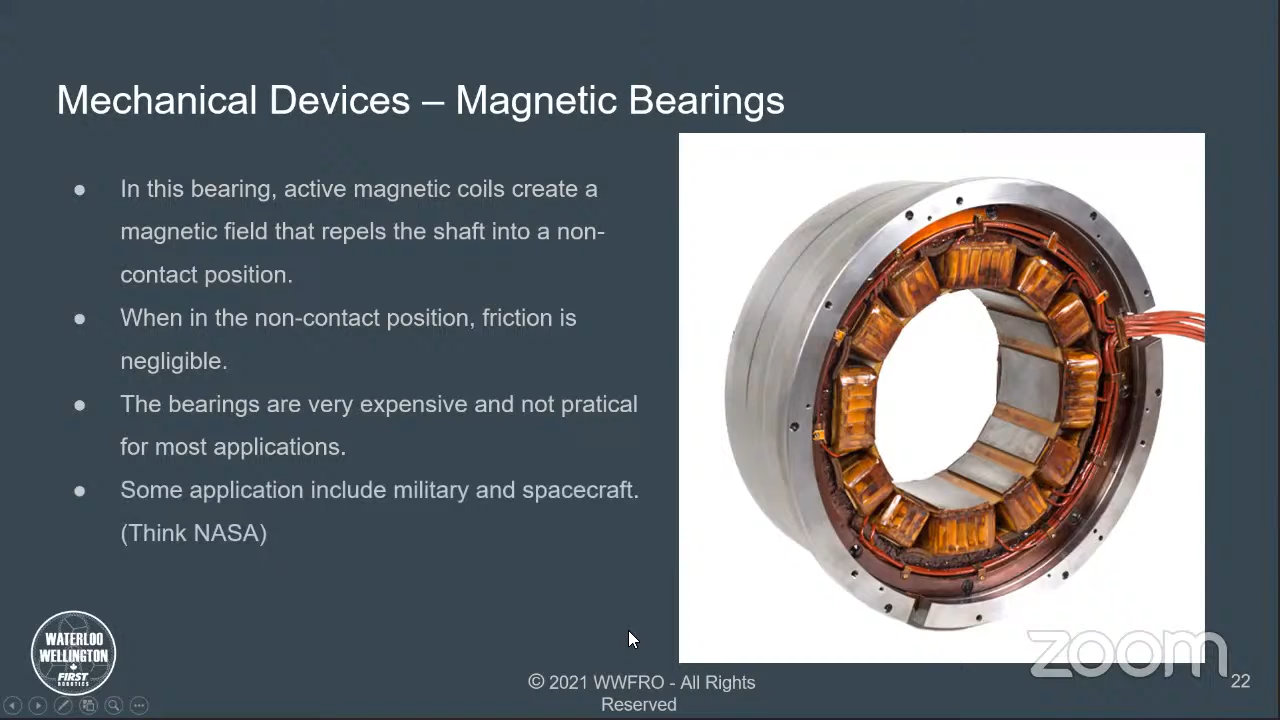 Mechanical Devices – Magnetic Bearings
● In this bearing, active magnetic coils create a
magnetic field that repels the shaft into a non-
contact position.
● When in the non-contact position, friction is
negligible.
● The bearings are very expensive and not pratical
for most applications.
● Some application include military and spacecraft.
(Think NASA)
WATERLOO
WELLINGTON
FIRST
ROBOTICS
© 2021 WWFRO - All Rights
Reserved
zoom
22